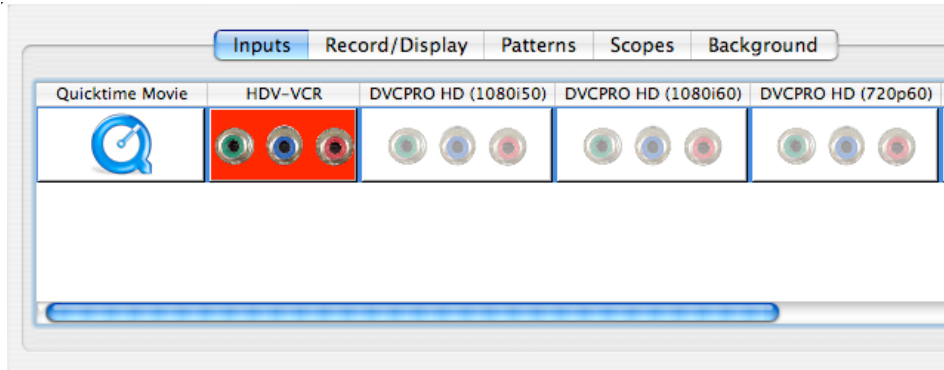 Inputs Record/Display Patterns Scopes Background
Quicktime Movie HDV-VCR DVCPRO HD (1080i50) DVCPRO HD (1080i60) DVCPRO HD (720p60)